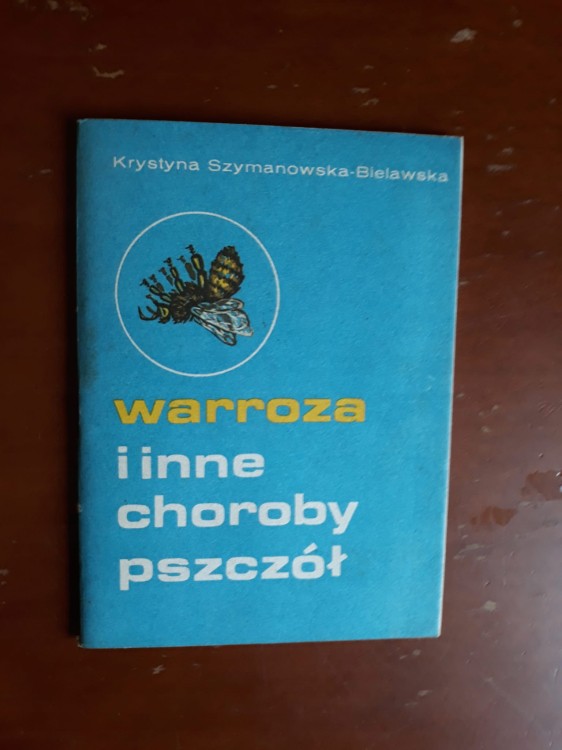 Krystyna Szymanowska-Bielawska
warroza
i inne
choroby
pszczół